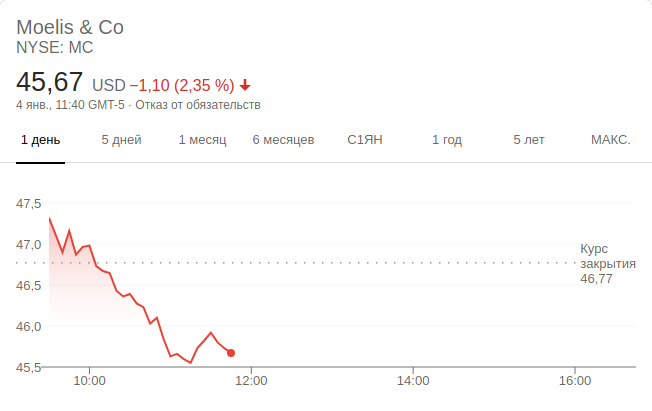 Moelis & Co
NYSE: MC
45,67 USD −1,10 (2,35 %)
4 янв., 11:40 GMT-5 · Отказ от обязательств
1 день 5 дней 1 месяц 6 месяцев С1ЯН 1 год 5 лет МАКС.
47,5
47,0
46,5
46,0
45,5
Курс
закрытия
46,77
10:00 12:00 14:00 16:00